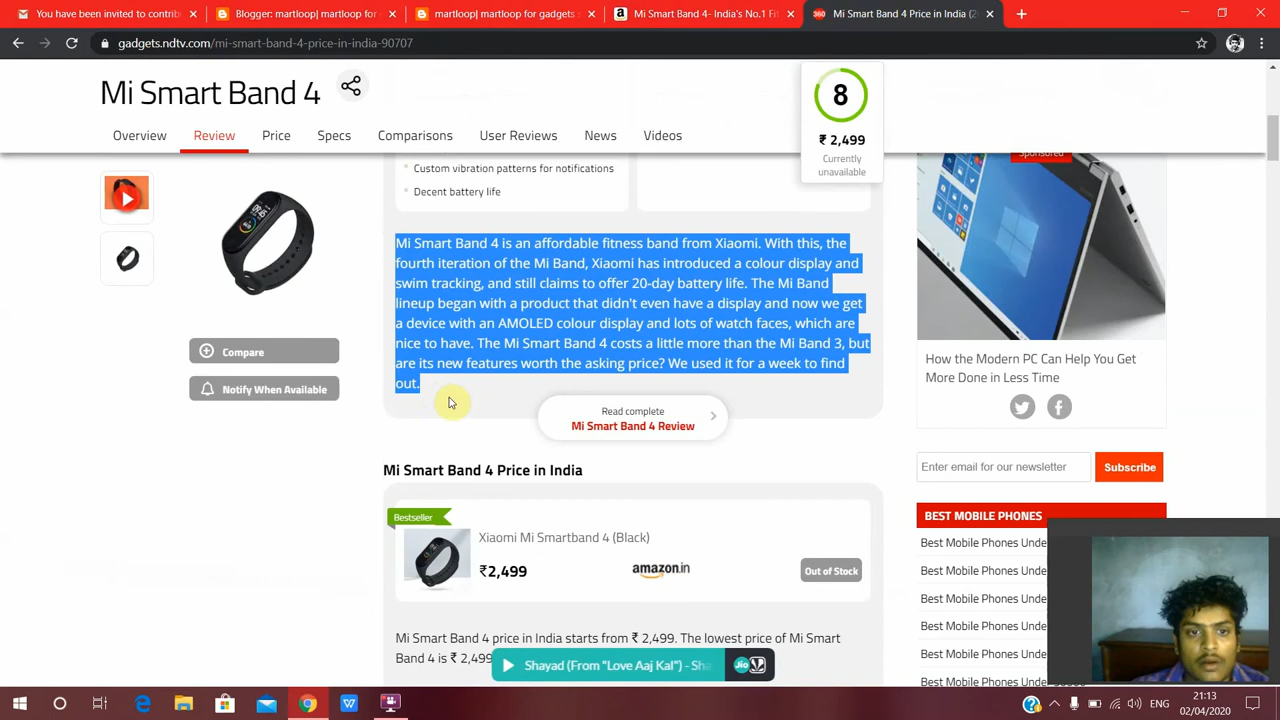 You have been invited to contrib
Blogger: martloop: martloop for
martloop| martloop for gadgets s
Mi Smart Band 4- India's No.1 Fi
Mi Smart Band 4 Price in India (2
gadgets.ndtv.com/mi-smart-band-4-price-in-india-90707
Mi Smart Band 4
8
₹ 2,499
Currently
unavailable
Overview
Review
Price
Specs
Comparisons
User Reviews
News
Videos
Sponsored
Custom vibration patterns for notifications
Decent battery life
Mi Smart Band 4 is an affordable fitness band from Xiaomi. With this, the
fourth iteration of the Mi Band, Xiaomi has introduced a colour display and
swim tracking, and still claims to offer 20-day battery life. The Mi Band
lineup began with a product that didn't even have a display and now we get
a device with an AMOLED colour display and lots of watch faces, which are
nice to have. The Mi Smart Band 4 costs a little more than the Mi Band 3, but
are its new features worth the asking price? We used it for a week to find
out.
Compare
Notify When Available
Read complete
Mi Smart Band 4 Review
How the Modern PC Can Help You Get
More Done in Less Time
Enter email for our newsletter
Subscribe
Mi Smart Band 4 Price in India
Bestseller
Xiaomi Mi Smartband 4 (Black)
₹2,499
amazon.in
Out of Stock
Mi Smart Band 4 price in India starts from ₹ 2,499. The lowest price of Mi Smart
Band 4 is ₹ 2,499
Shayad (From "Love Aaj Kal") - Sha
Jio
BEST MOBILE PHONES
Best Mobile Phones Unde
Best Mobile Phones Unde
Best Mobile Phones Unde
Best Mobile Phones Unde
Best Mobile Phones Unde
Best Mobile Phones Unde
ENG
21:13
02/04/2020